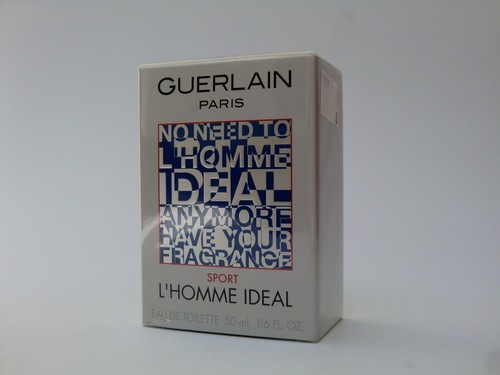 GUERLAIN
PARIS
NO NEED TO
L'HOMME
IDEAL
ANYMORE
HAVE YOUR
FRAGRANCE
SPORT
L'HOMME IDEAL
EAU DE TOILETTE 50 ml. 1.6 FL. OZ.